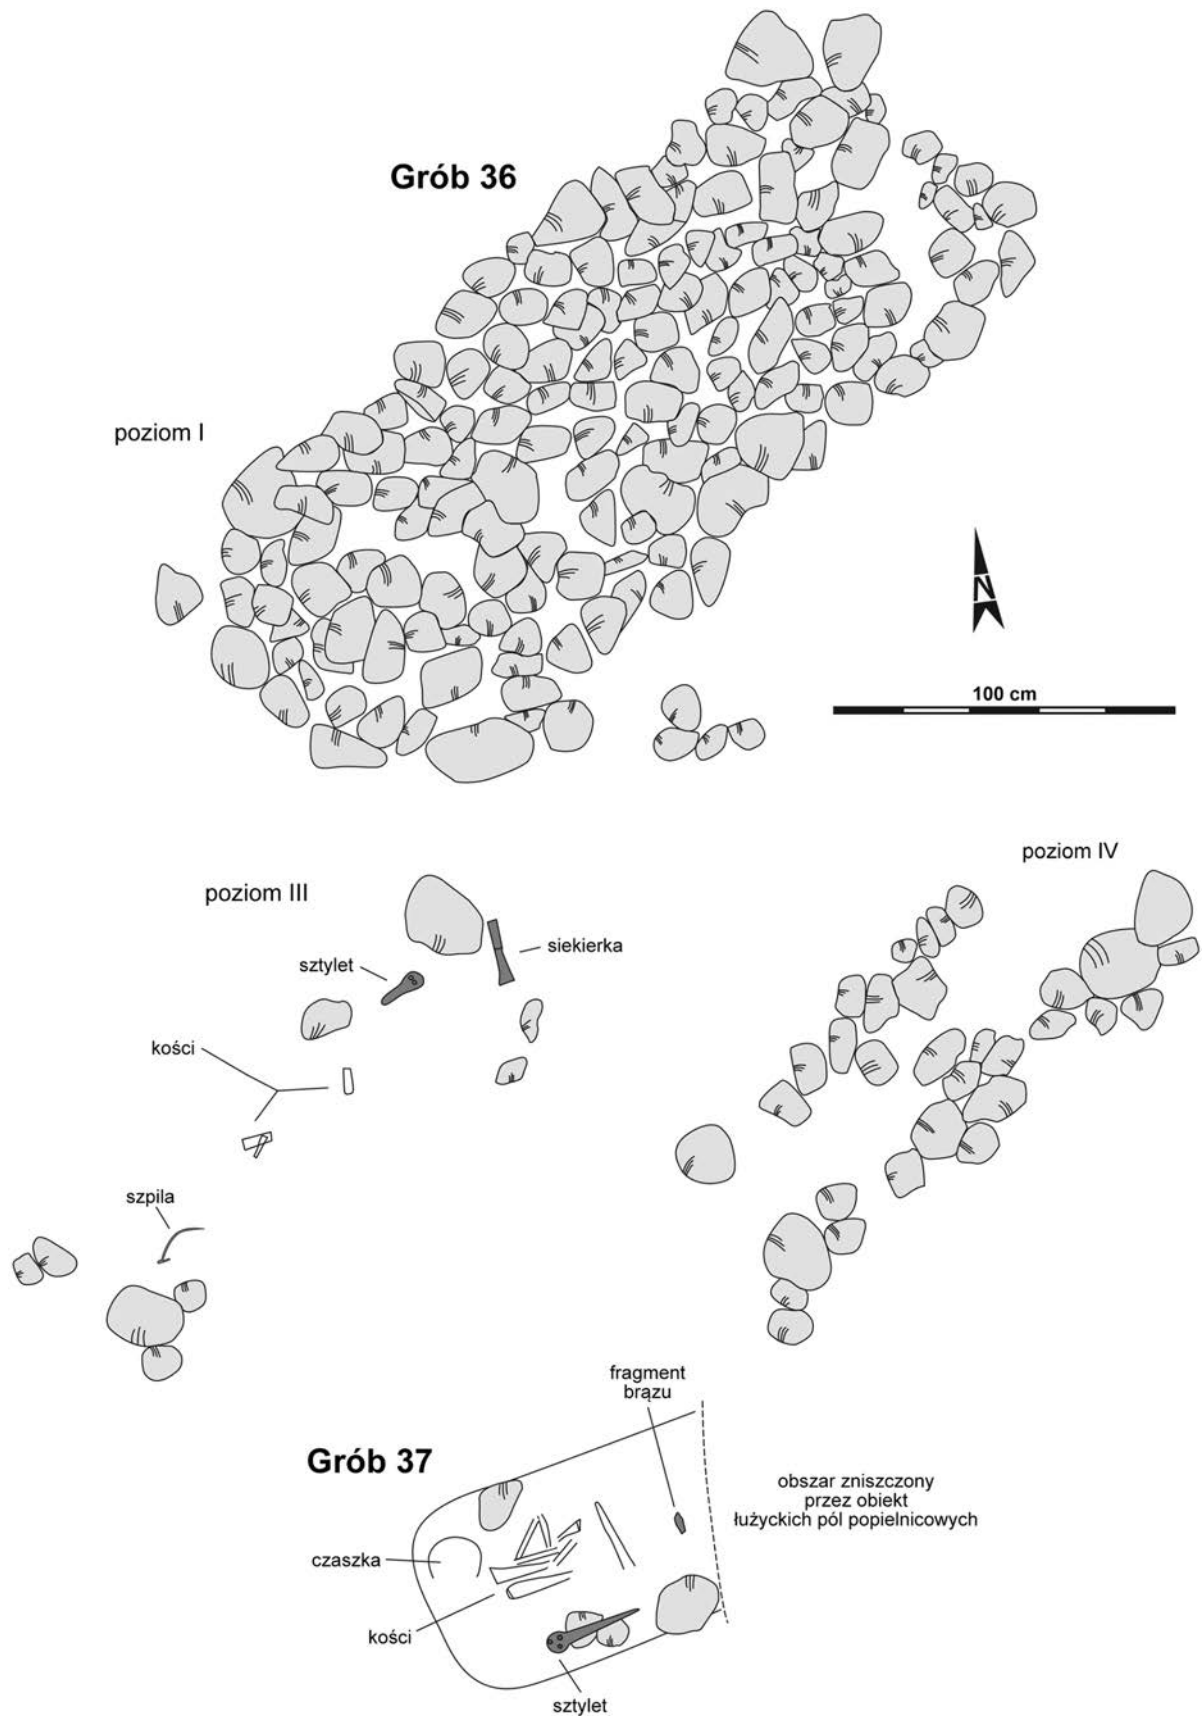 Grób 36
poziom I
N
100 cm
poziom IV
poziom III
siekierka
sztylet
kości
szpila
fragment
brązu
Grób 37
obszar zniszczony
przez obiekt
łużyckich pól popielnicowych
czaszka
kości
sztylet